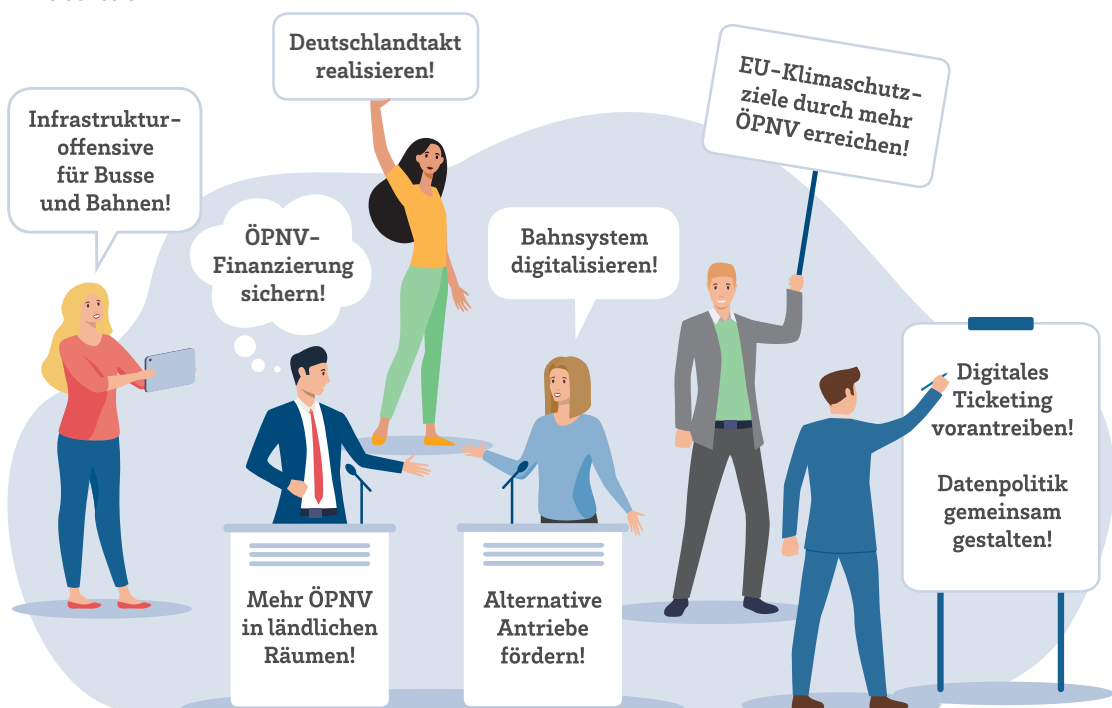 Infrastruktur-
offensive
für Busse
und Bahnen!
Deutschlandtakt
realisieren!
EU-Klimaschutz-
ziele durch mehr
ÖPNV erreichen!
ÖPNV-
Finanzierung
sichern!
Bahnsystem
digitalisieren!
Digitales
Ticketing
vorantreiben!
Datenpolitik
gemeinsam
gestalten!
Mehr ÖPNV
in ländlichen
Räumen!
Alternative
Antriebe
fördern!